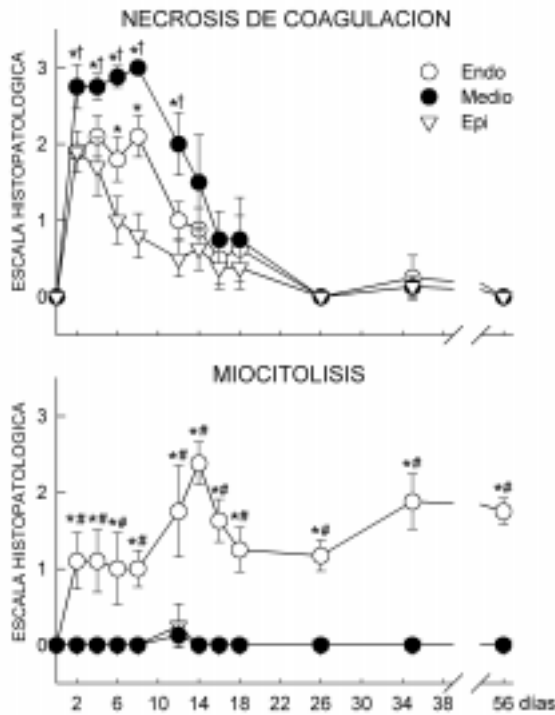 NECROSIS DE COAGULACION
ESCALA HISTOPATOLOGICA
3
2
1
0
*† *† *† *†
* *
*†
Endo
Medio
Epi
MIOCITOLISIS
ESCALA HISTOPATOLOGICA
3
2
1
0
*# *# *# *# *# *# *# *# *# *# *#
2 6 10 14 18 22 26 30 34 38 56 días